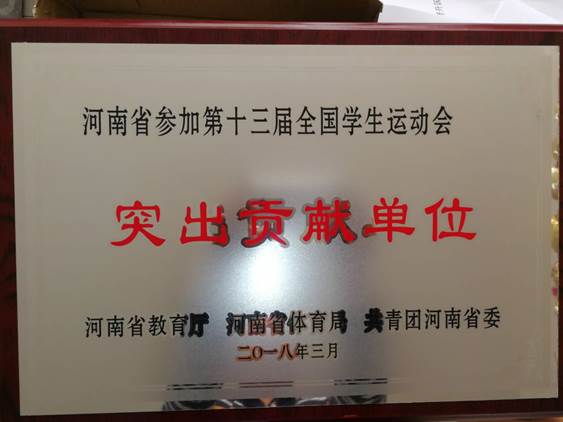 河南省参加第十三届全国学生运动会
突出贡献单位
河南省教育厅 河南省体育局 共青团河南省委
二〇一八年三月